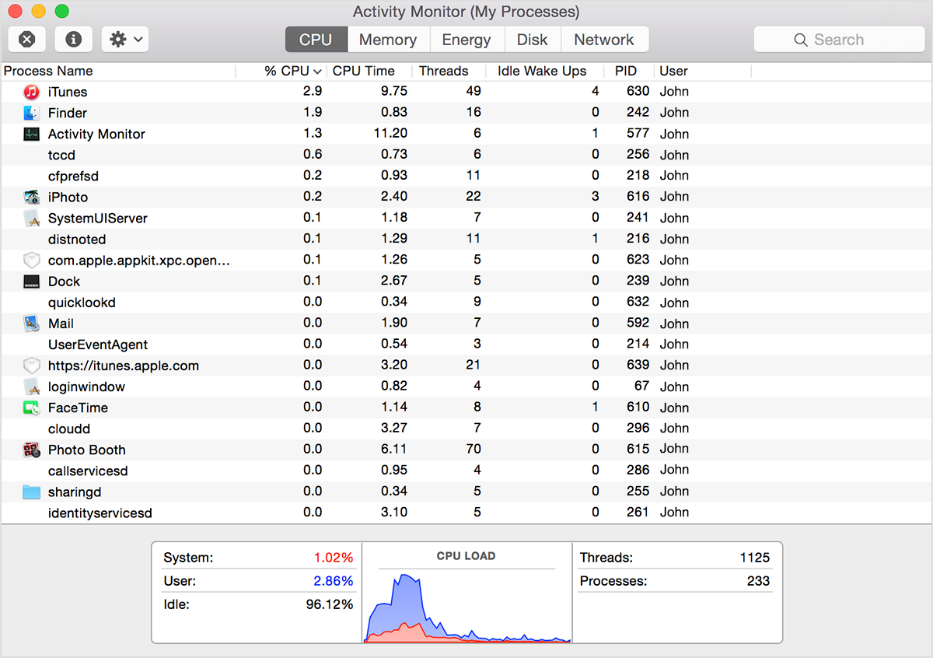 Activity Monitor (My Processes)
CPU Memory Energy Disk Network Search
Process Name % CPU CPU Time Threads Idle Wake Ups PID User
iTunes 2.9 9.75 49 4 630 John
Finder 1.9 0.83 16 0 242 John
Activity Monitor 1.3 11.20 6 1 577 John
tccd 0.6 0.73 6 0 256 John
cfprefsd 0.2 0.93 11 0 218 John
iPhoto 0.2 2.40 22 3 616 John
SystemUIServer 0.1 1.18 7 0 241 John
distnoted 0.1 1.29 11 1 216 John
com.apple.appkit.xpc.open... 0.1 1.26 5 0 623 John
Dock 0.1 2.67 5 0 239 John
quicklookd 0.0 0.34 9 0 632 John
Mail 0.0 1.90 7 0 592 John
UserEventAgent 0.0 0.54 3 0 214 John
https://itunes.apple.com 0.0 3.20 21 0 639 John
loginwindow 0.0 0.82 4 0 67 John
FaceTime 0.0 1.14 8 1 610 John
cloudd 0.0 3.27 7 0 296 John
Photo Booth 0.0 6.11 70 0 615 John
callservicesd 0.0 0.95 4 0 286 John
sharingd 0.0 0.34 5 0 255 John
identityservicesd 0.0 3.10 5 0 261 John
System: 1.02% CPU LOAD Threads: 1125
User: 2.86% Processes: 233
Idle: 96.12%